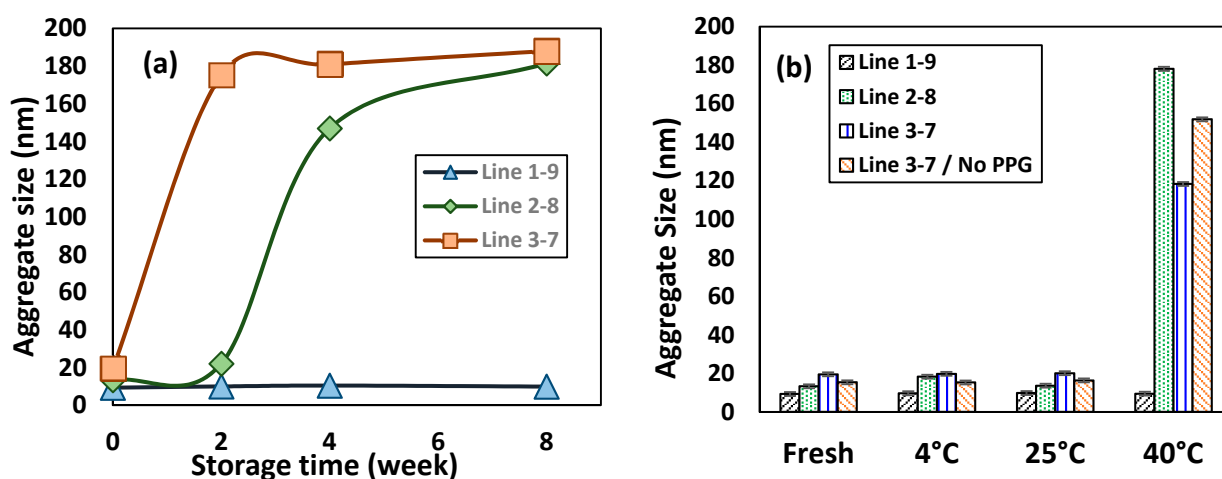 200
180
160
140
120
100
80
60
40
20
0
Aggregate size (nm)
(a)
Line 1-9
Line 2-8
Line 3-7
0 2 4 6 8
Storage time (week)
200
180
160
140
120
100
80
60
40
20
0
Aggregate Size (nm)
(b)
Line 1-9
Line 2-8
Line 3-7
Line 3-7 / No PPG
Fresh 4°C 25°C 40°C